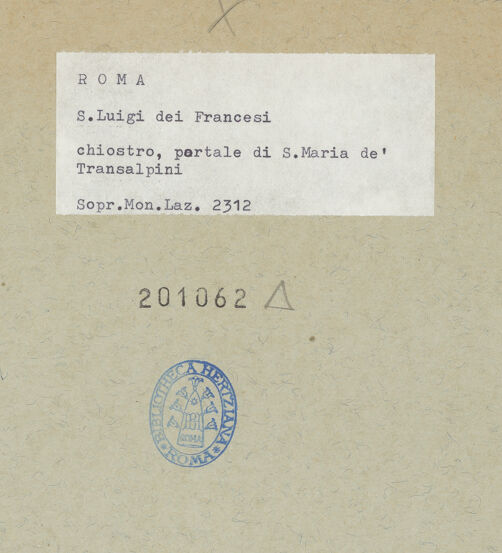 R O M A
S.Luigi dei Francesi
chiostro, portale di S.Maria de'
Transalpini
Sopr.Mon.Laz. 2312
201062
BIBLIOTHECA HERTZIANA
ROMA
* ROMA *